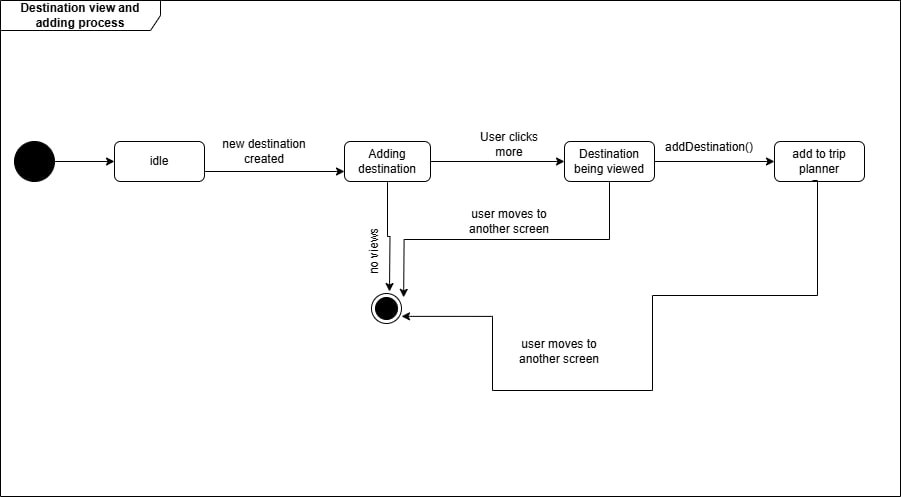 Destination view and
adding process
idle
new destination
created
Adding
destination
User clicks
more
Destination
being viewed
addDestination()
add to trip
planner
no views
user moves to
another screen
user moves to
another screen